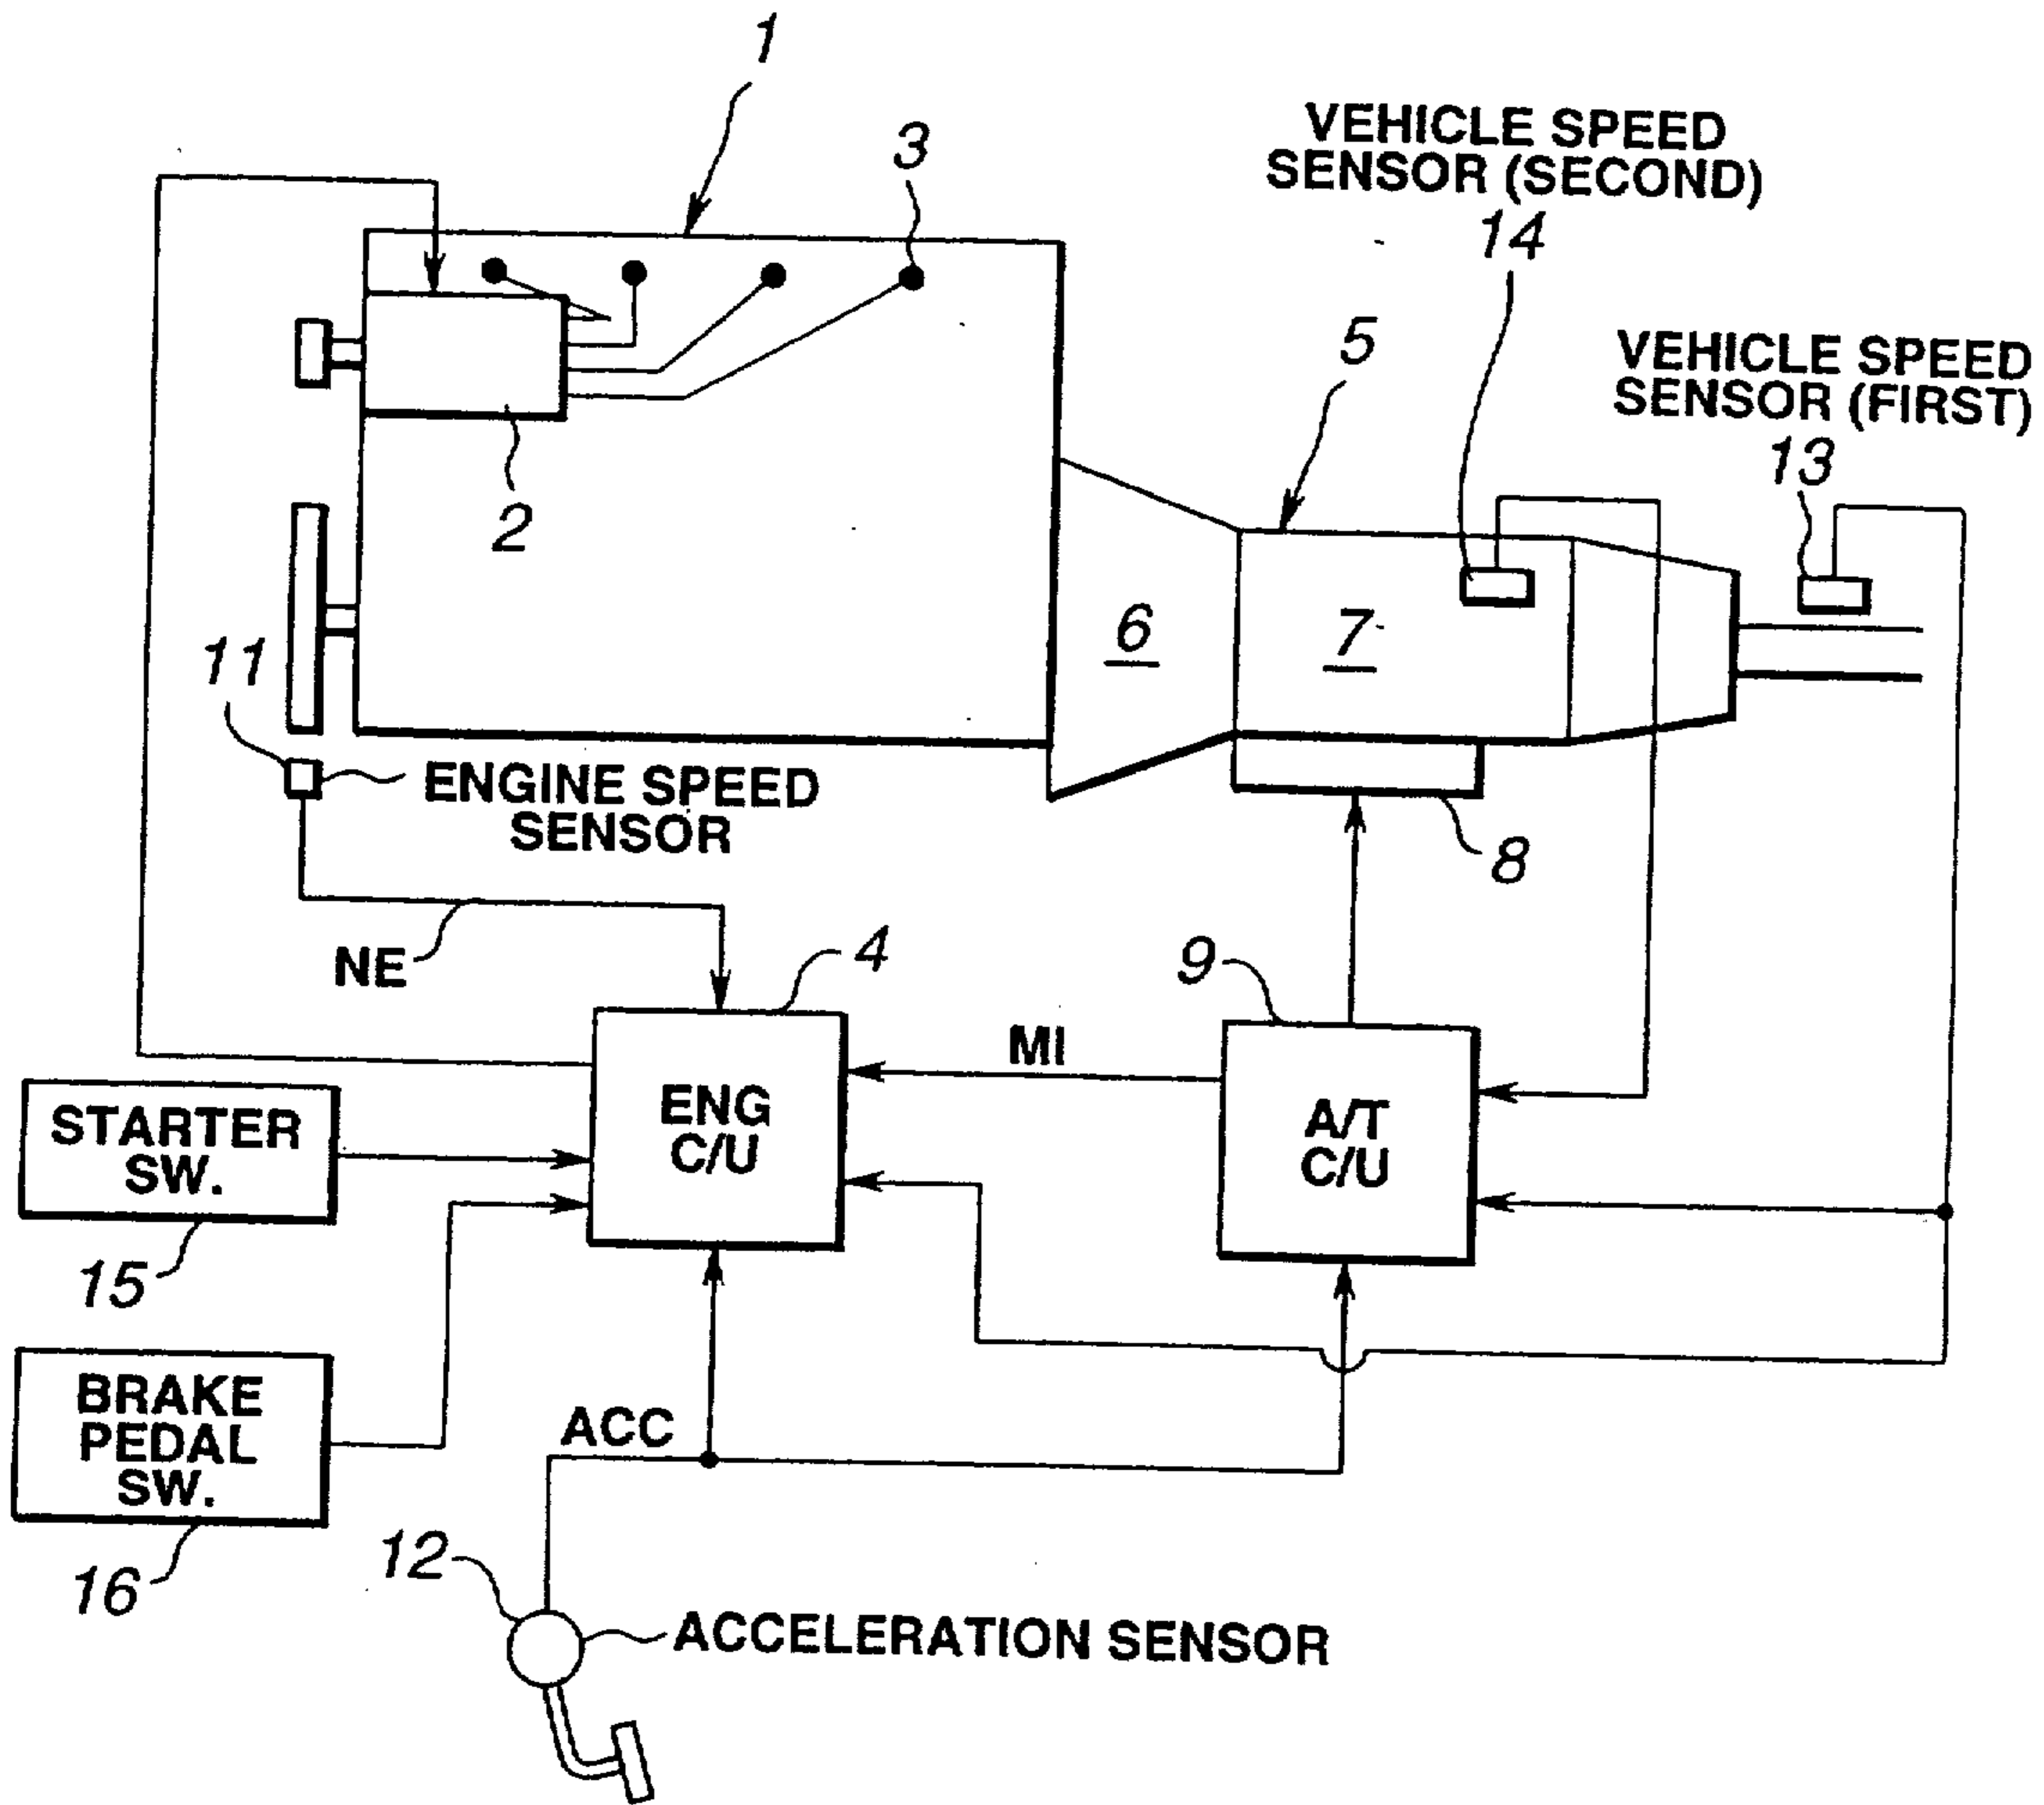 1
3
VEHICLE SPEED
SENSOR (SECOND)
14
5
VEHICLE SPEED
SENSOR (FIRST)
13
2
6
7
11
ENGINE SPEED
SENSOR
8
NE
4
9
MI
ENG
C/U
A/T
C/U
STARTER
SW.
15
BRAKE
PEDAL
SW.
16
ACC
12
ACCELERATION SENSOR